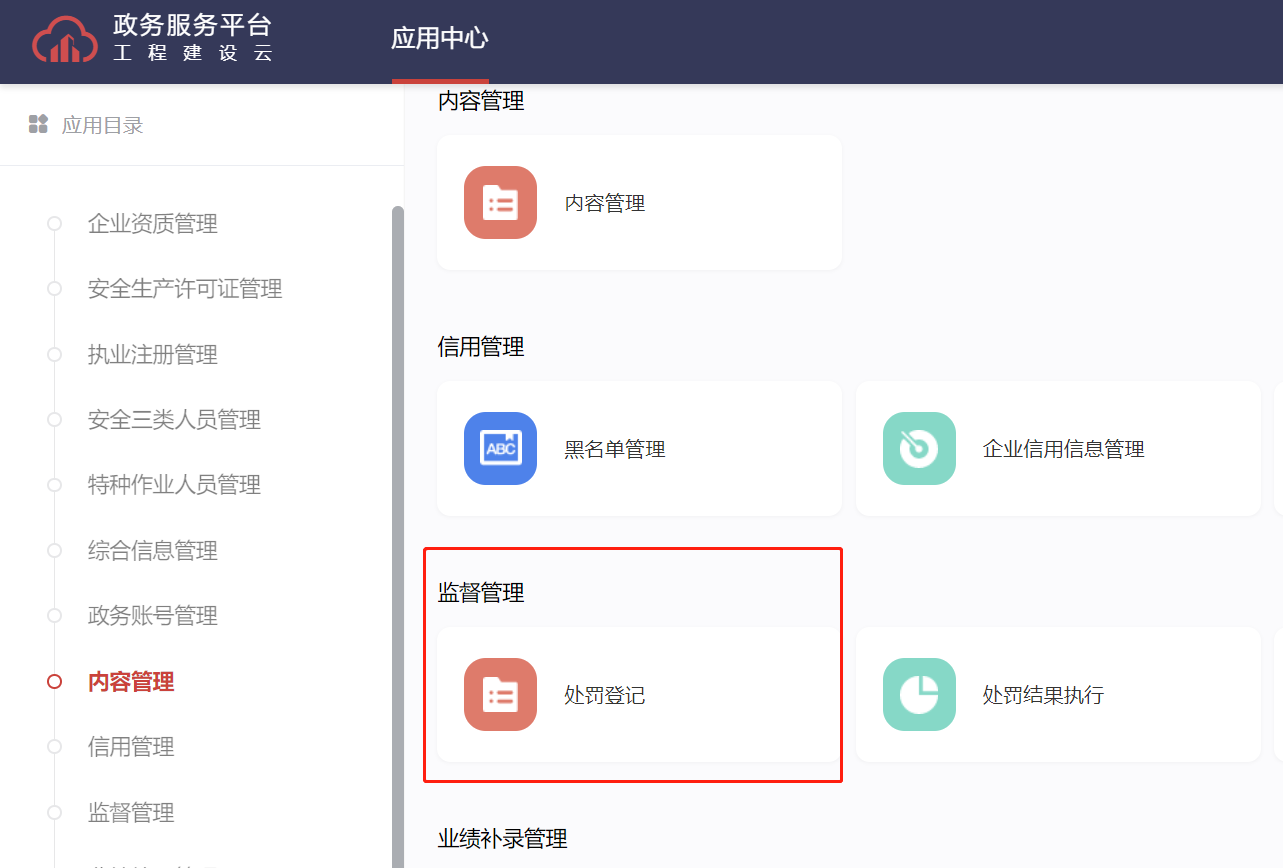 政务服务平台
工程建设云
应用中心
应用目录
企业资质管理
安全生产许可证管理
执业注册管理
安全三类人员管理
特种作业人员管理
综合信息管理
政务账号管理
内容管理
信用管理
监督管理
内容管理
内容管理
信用管理
ABC
黑名单管理
企业信用信息管理
监督管理
处罚登记
处罚结果执行
业绩补录管理